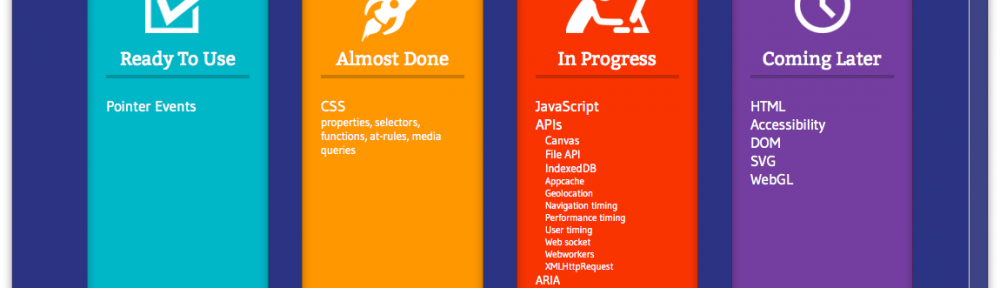 Ready To Use
Pointer Events
Almost Done
CSS
properties, selectors,
functions, at-rules, media
queries
In Progress
JavaScript
APIs
Canvas
File API
IndexedDB
Appcache
Geolocation
Navigation timing
Performance timing
User timing
Web socket
Webworkers
XMLHttpRequest
ARIA
Coming Later
HTML
Accessibility
DOM
SVG
WebGL